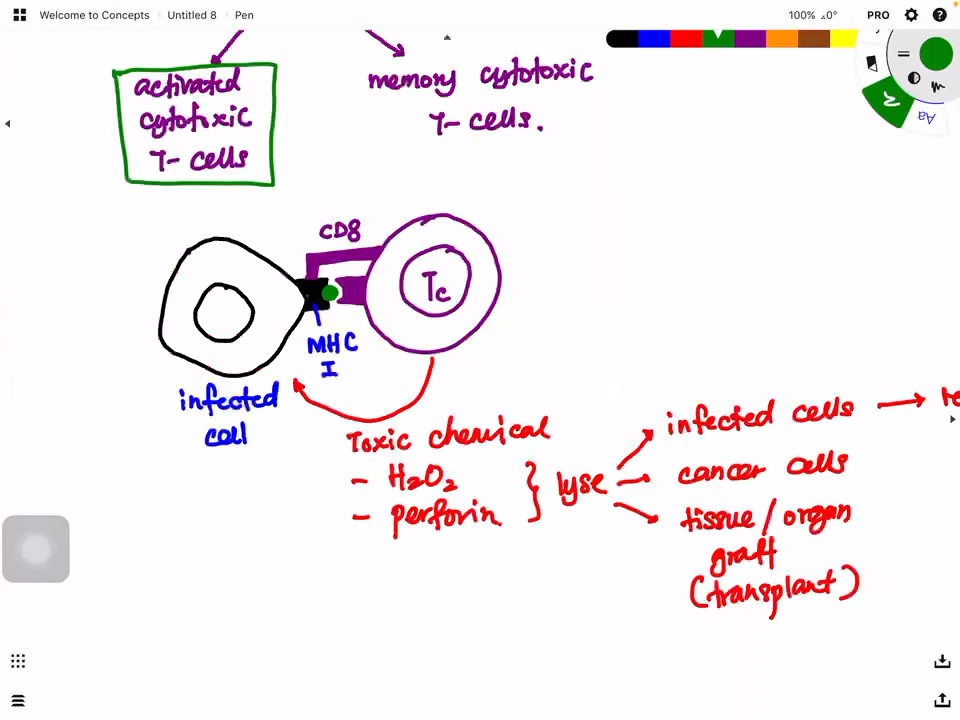 Welcome to Concepts › Untitled 8 › Pen
100% 0°
PRO
Aa
activated
cytotoxic
T- cells
memory cytotoxic
T- cells.
CD8
Tc
MHC
I
infected
cell
Toxic chemical
- H₂O₂
- perforin
} lyse
infected cells →
cancer cells
tissue / organ
graft
(transplant)